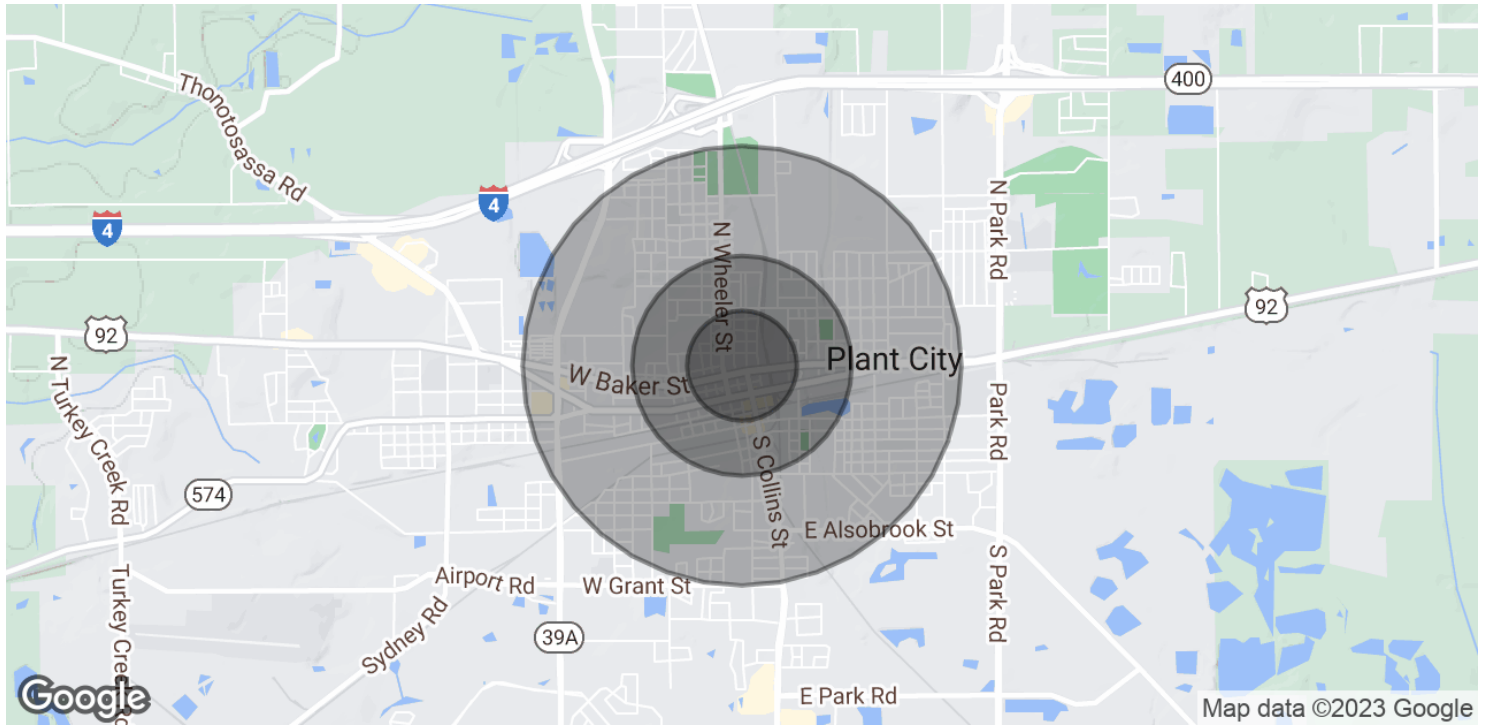 400
Thonotosassa Rd
4
4
N Park Rd
N Wheeler St
92
92
Plant City
W Baker St
N Turkey Creek Rd
Park Rd
S Collins St
574
E Alsobrook St
S Park Rd
Turkey Cree
Airport Rd
W Grant St
Sydney Rd
39A
E Park Rd
Google
Map data ©2023 Google